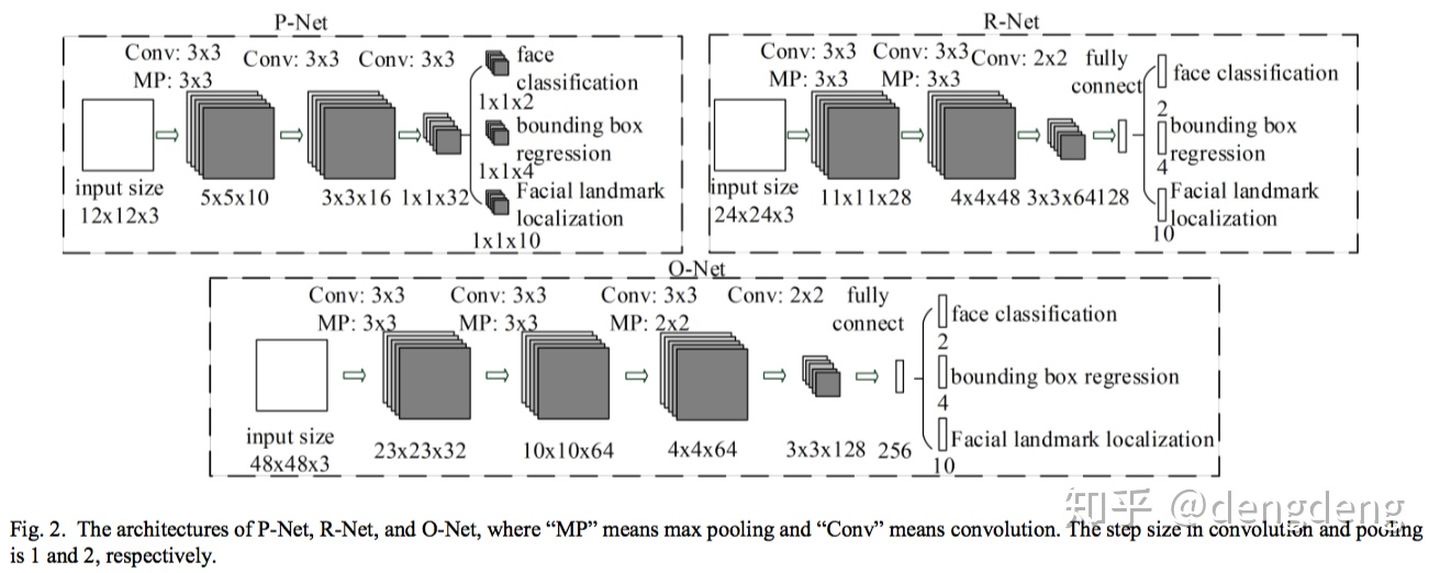 P-Net
Conv: 3x3 Conv: 3x3 Conv: 3x3
MP: 3x3
face
classification
1x1x2
bounding box
regression
1x1x4
Facial landmark
localization
1x1x10
input size
12x12x3
5x5x10
3x3x16
1x1x32
R-Net
Conv: 3x3 Conv: 3x3 Conv: 2x2 fully
MP: 3x3 MP: 3x3 connect
face classification
2
bounding box
regression
4
Facial landmark
localization
10
input size
24x24x3
11x11x28
4x4x48
3x3x64
128
O-Net
Conv: 3x3 Conv: 3x3 Conv: 3x3 Conv: 2x2 fully
MP: 3x3 MP: 3x3 MP: 2x2 connect
face classification
2
bounding box regression
4
Facial landmark localization
10
input size
48x48x3
23x23x32
10x10x64
4x4x64
3x3x128
256
知乎 @dengdeng
Fig. 2. The architectures of P-Net, R-Net, and O-Net, where “MP” means max pooling and “Conv” means convolution. The step size in convolution and pooling
is 1 and 2, respectively.